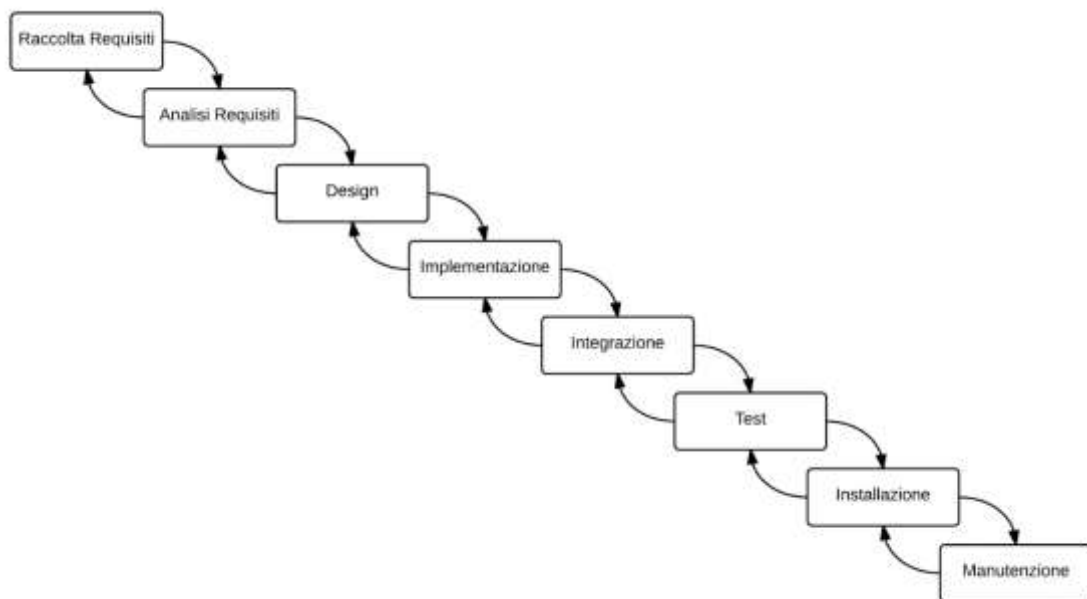 Raccolta Requisiti
Analisi Requisiti
Design
Implementazione
Integrazione
Test
Installazione
Manutenzione